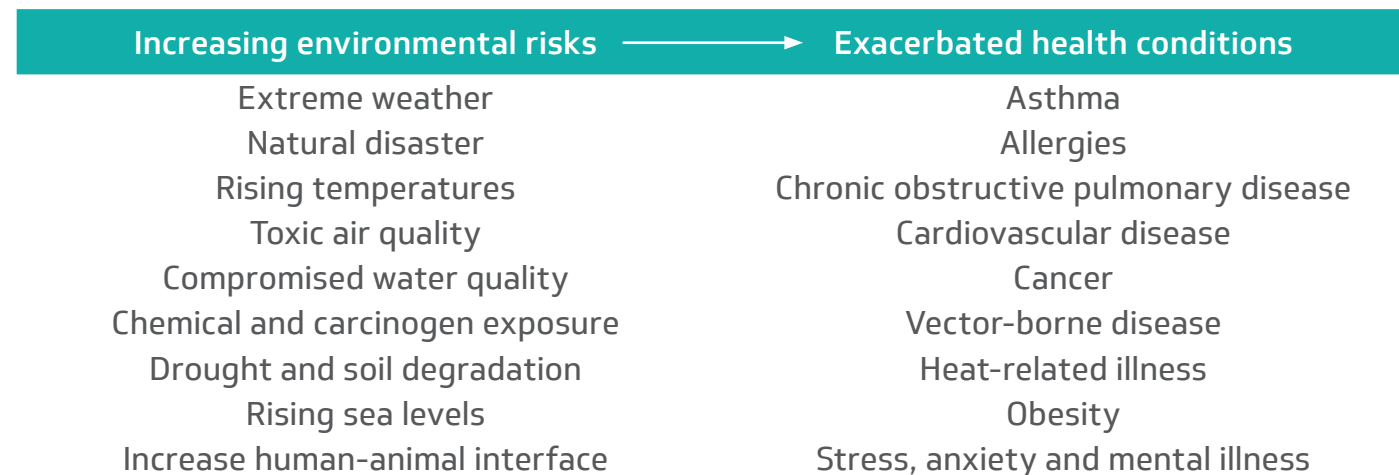 Increasing environmental risks → Exacerbated health conditions
Extreme weather Asthma
Natural disaster Allergies
Rising temperatures Chronic obstructive pulmonary disease
Toxic air quality Cardiovascular disease
Compromised water quality Cancer
Chemical and carcinogen exposure Vector-borne disease
Drought and soil degradation Heat-related illness
Rising sea levels Obesity
Increase human-animal interface Stress, anxiety and mental illness